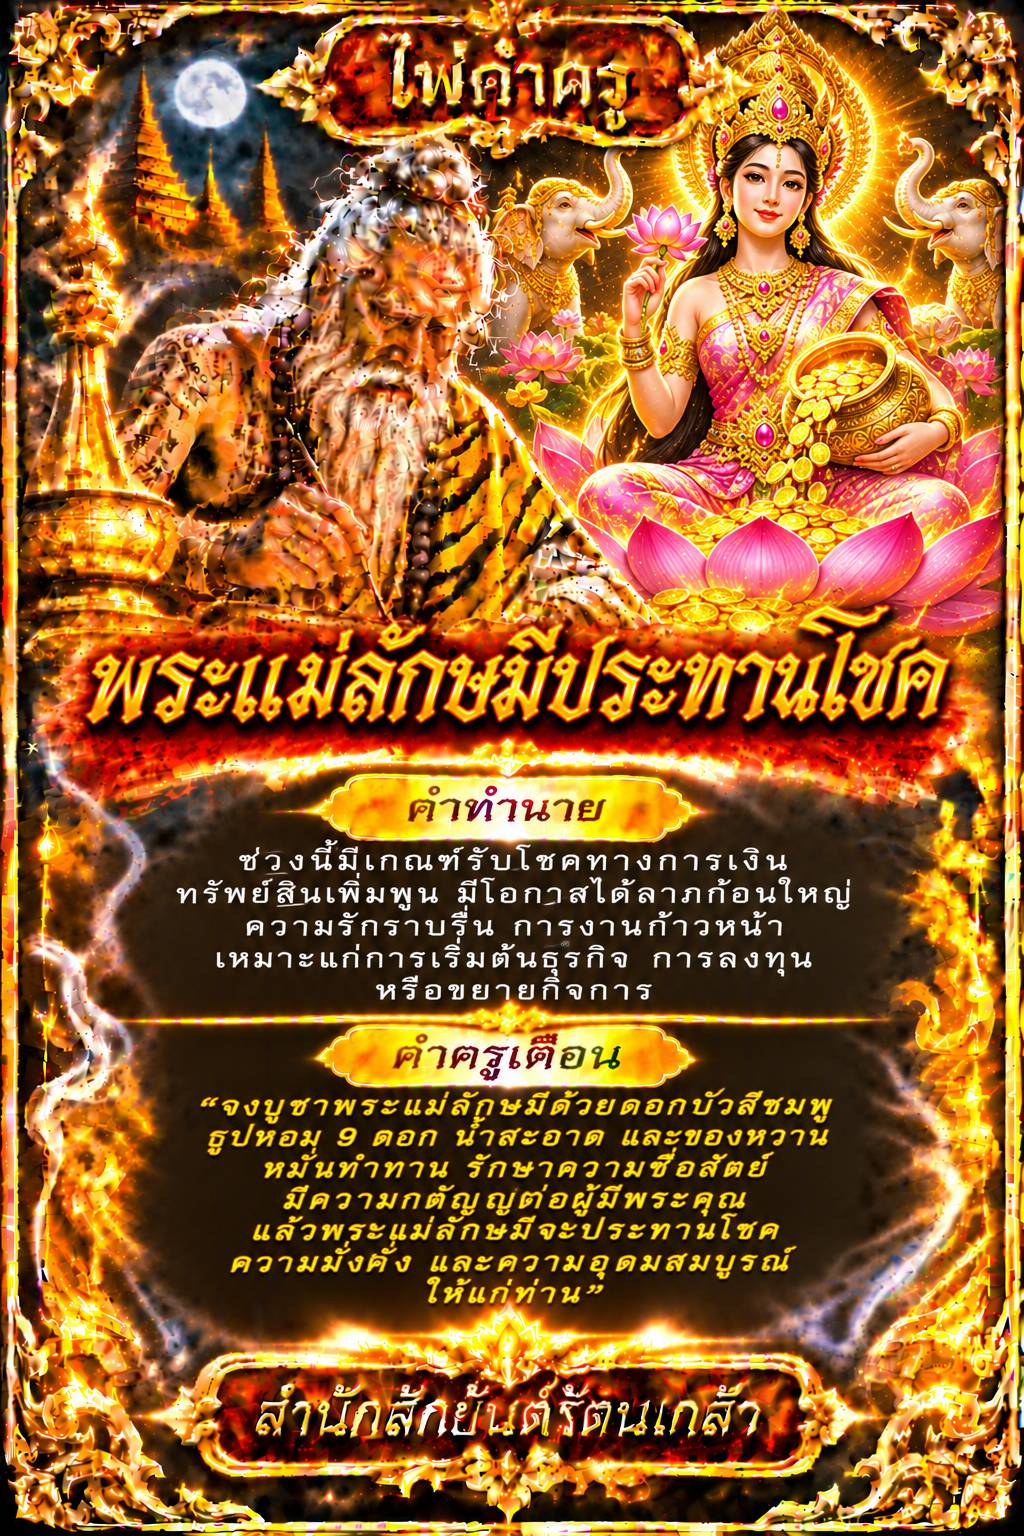 ไพ่คำครู
พระแม่ลักษมีประทานโชค
คำทำนาย
ช่วงนี้มีเกณฑ์รับโชคทางการเงิน
ทรัพย์สินเพิ่มพูน มีโอกาสได้ลาภก้อนใหญ่
ความรักราบรื่น การงานก้าวหน้า
เหมาะแก่การเริ่มต้นธุรกิจ การลงทุน
หรือขยายกิจการ
คำครูเตือน
“จงบูชาพระแม่ลักษมีด้วยดอกบัวสีชมพู
ธูปหอม 9 ดอก น้ำสะอาด และของหวาน
หมั่นทำทาน รักษาความซื่อสัตย์
มีความกตัญญูต่อผู้มีพระคุณ
แล้วพระแม่ลักษมีจะประทานโชค
ความมั่งคั่ง และความอุดมสมบูรณ์
ให้แก่ท่าน”
สำนักสักยันต์รัตนเกล้า